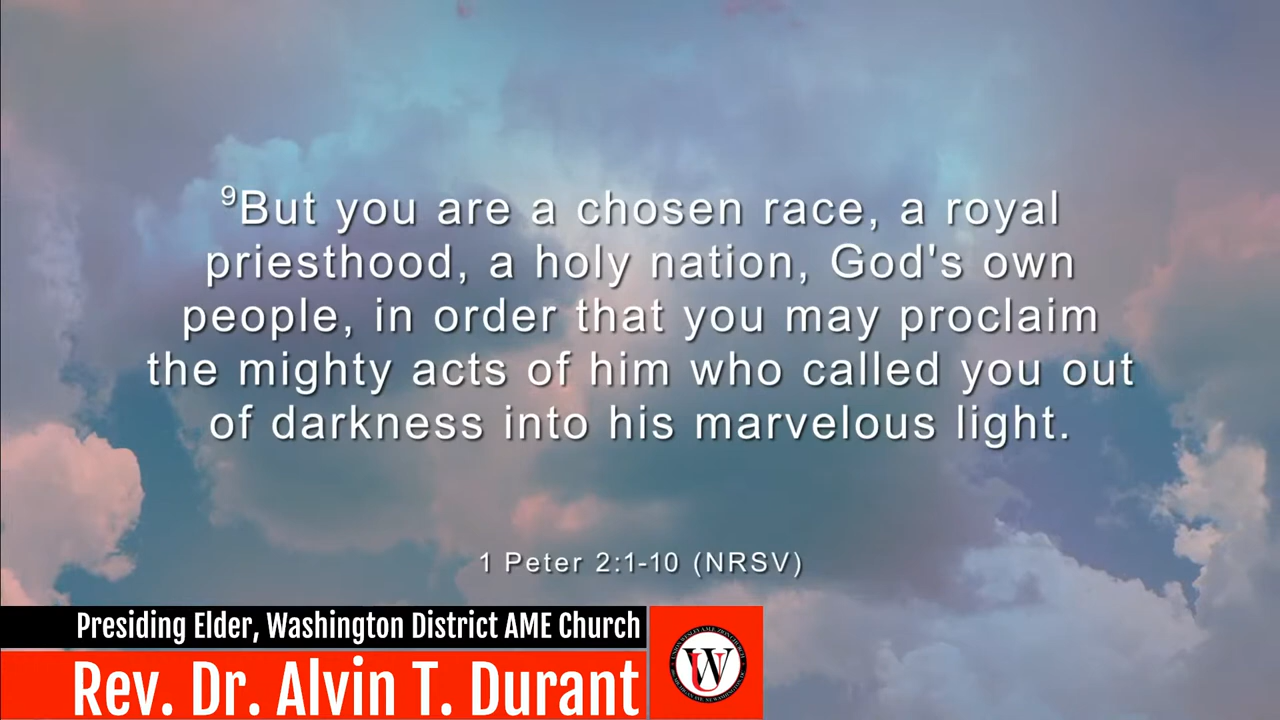 ⁹But you are a chosen race, a royal
priesthood, a holy nation, God's own
people, in order that you may proclaim
the mighty acts of him who called you out
of darkness into his marvelous light.
1 Peter 2:1-10 (NRSV)
Presiding Elder, Washington District AME Church
Rev. Dr. Alvin T. Durant
UW